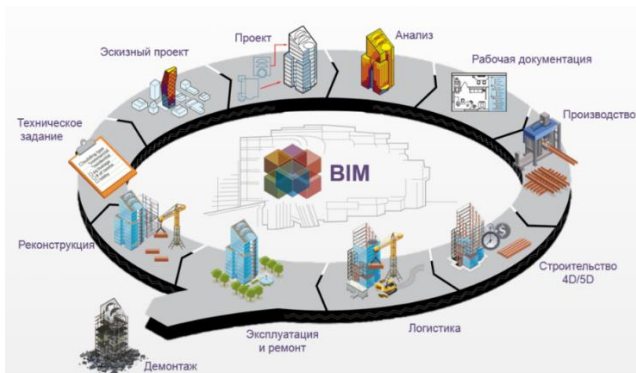 Эскизный проект
Проект
Анализ
Рабочая документация
Производство
Техническое
задание
BIM
Реконструкция
Строительство
4D/5D
Логистика
Эксплуатация
и ремонт
Демонтаж